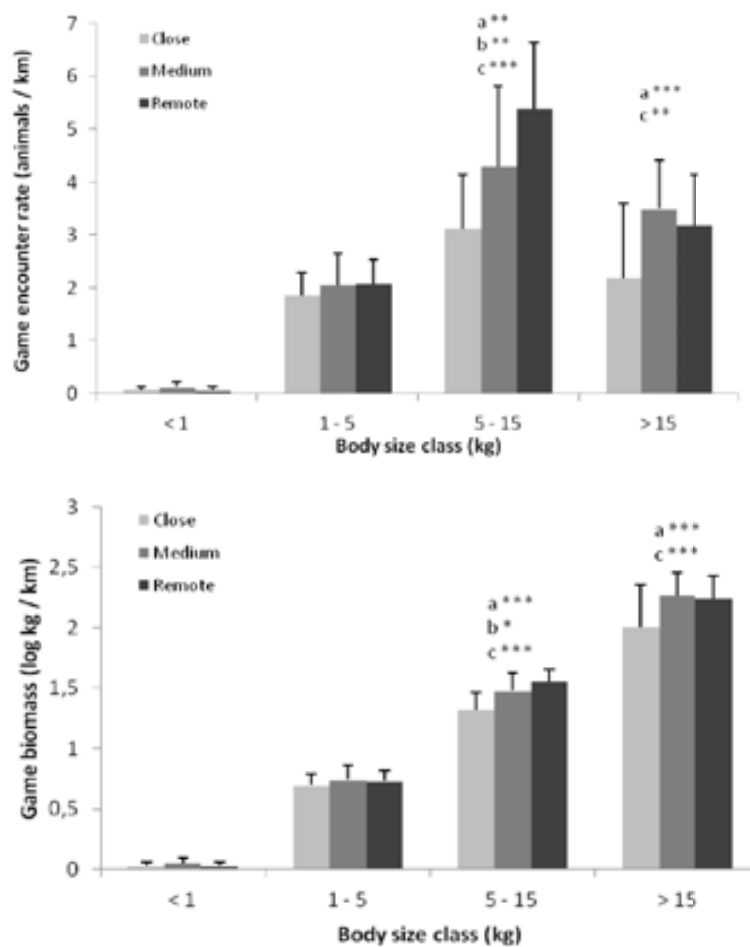 7
6
5
4
3
2
1
0
Game encounter rate (animals / km)
Close
Medium
Remote
a **
b **
c ***
a ***
c **
< 1
1 - 5
5 - 15
> 15
Body size class (kg)
3
2,5
2
1,5
1
0,5
0
Game biomass (log kg / km)
Close
Medium
Remote
a ***
b *
c ***
a ***
c ***
< 1
1 - 5
5 - 15
> 15
Body size class (kg)